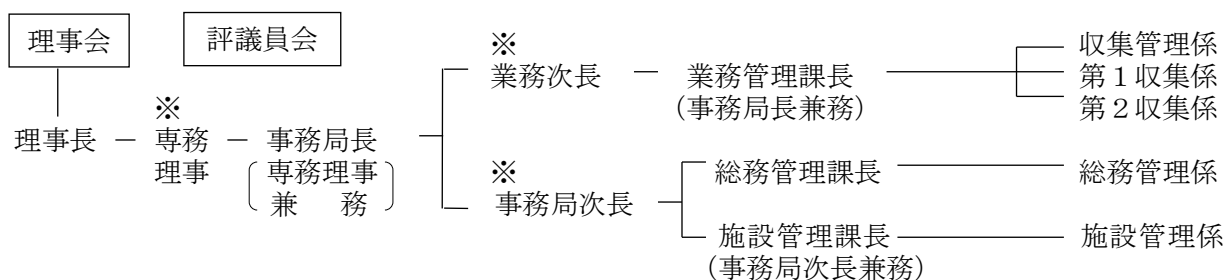 理事会
評議員会
理事長 － ※専務理事 － 事務局長
（専務理事兼　務）
※
業務次長 － 業務管理課長
（事務局長兼務）
収集管理係
第１収集係
第２収集係
※
事務局次長
総務管理課長
総務管理係
施設管理課長
（事務局次長兼務）
施設管理係